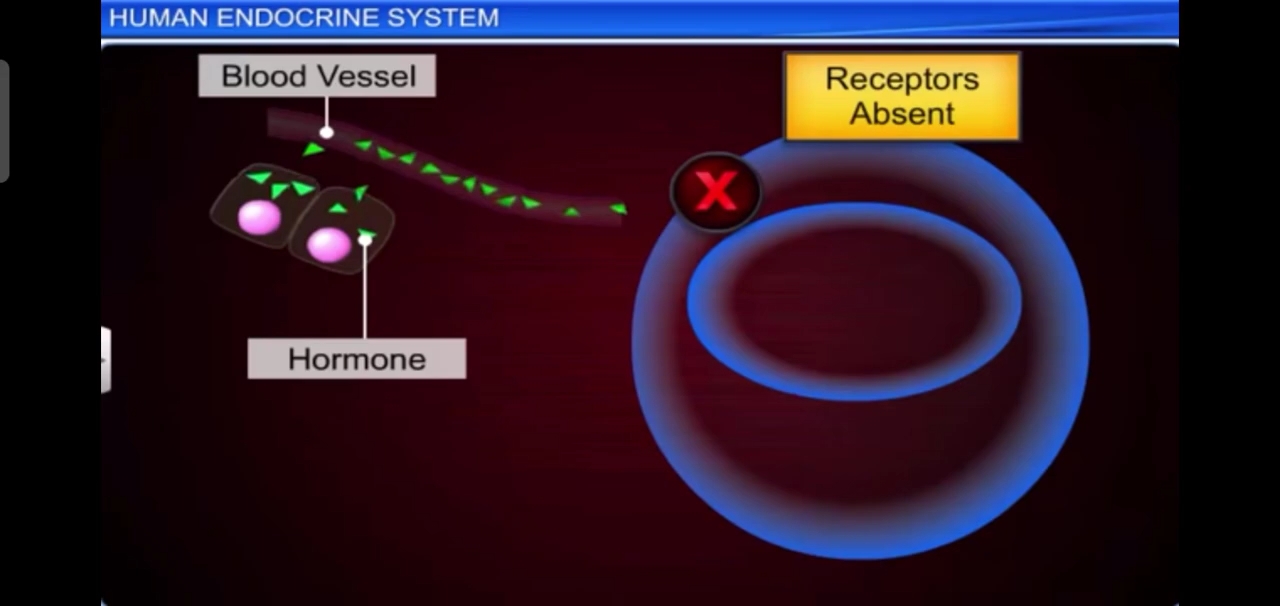 HUMAN ENDOCRINE SYSTEM
Blood Vessel
Receptors
Absent
X
Hormone